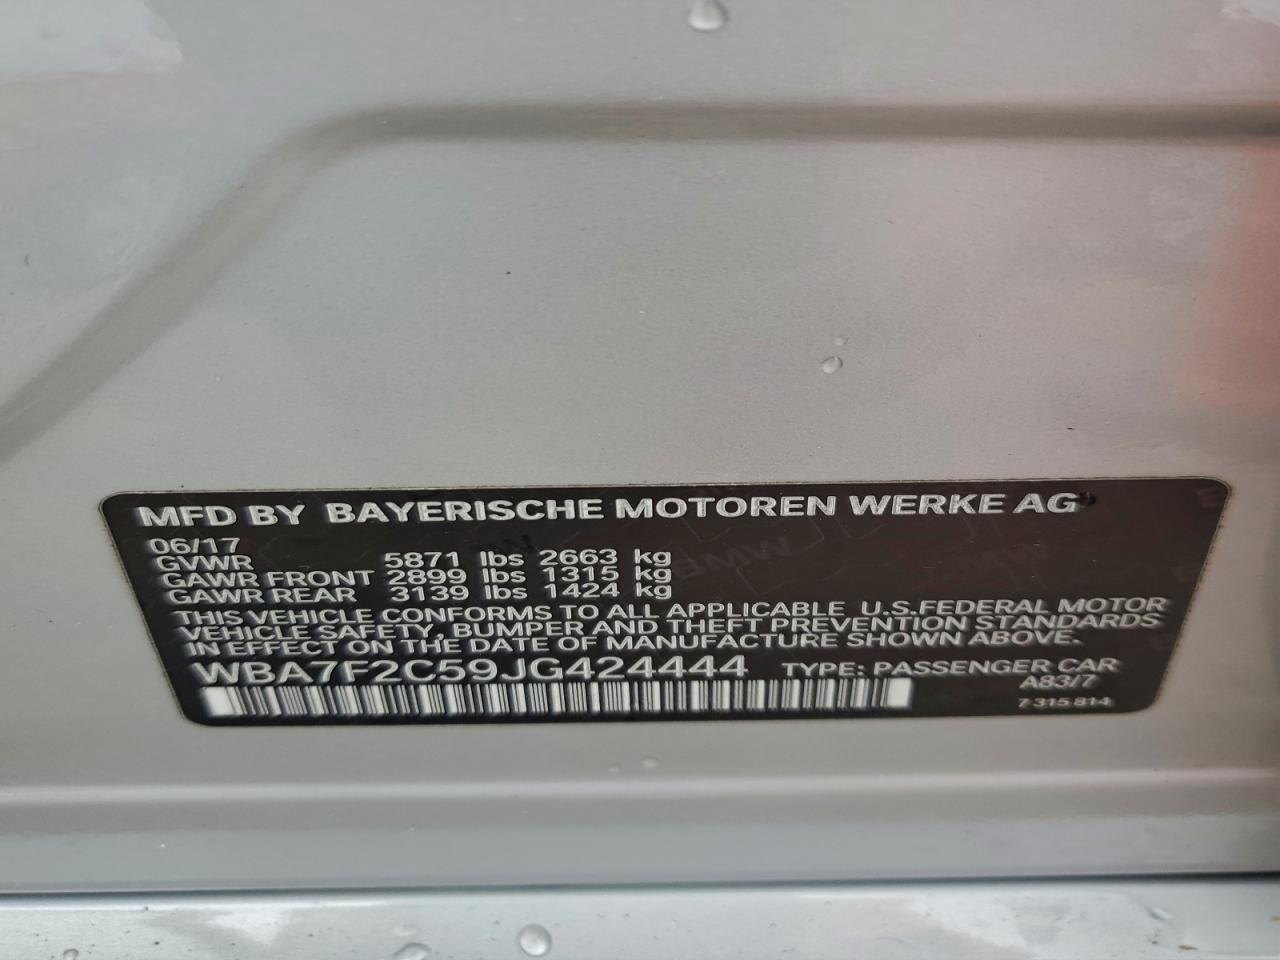 MFD BY BAYERISCHE MOTOREN WERKE AG
06/17
GVWR 5871 lbs 2663 kg
GAWR FRONT 2899 lbs 1315 kg
GAWR REAR 3139 lbs 1424 kg
THIS VEHICLE CONFORMS TO ALL APPLICABLE U.S.FEDERAL MOTOR
VEHICLE SAFETY, BUMPER AND THEFT PREVENTION STANDARDS
IN EFFECT ON THE DATE OF MANUFACTURE SHOWN ABOVE.
WBA7F2C59JG424444 TYPE: PASSENGER CAR
A83/7
7 315 814
BMW